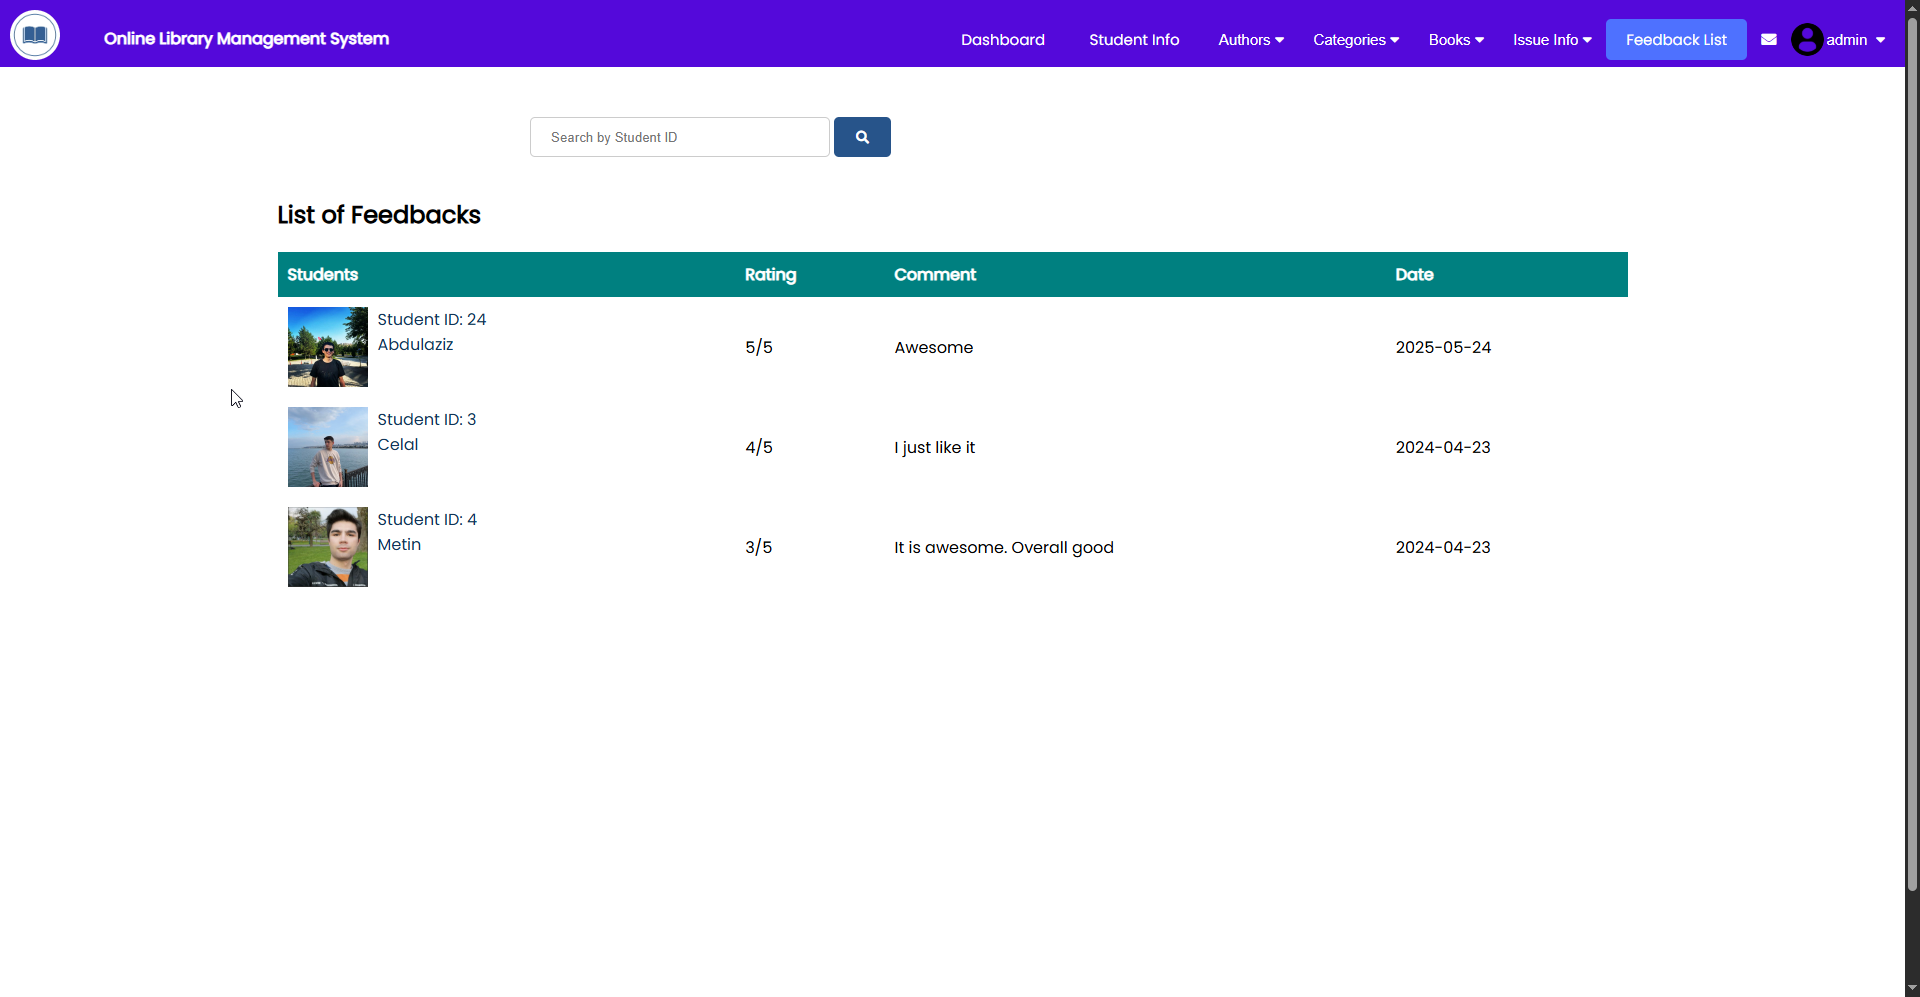 Online Library Management System
Dashboard
Student Info
Authors
Categories
Books
Issue Info
Feedback List
admin
Search by Student ID
List of Feedbacks
Students Rating Comment Date
Student ID: 24
Abdulaziz
5/5 Awesome 2025-05-24
Student ID: 3
Celal
4/5 I just like it 2024-04-23
Student ID: 4
Metin
3/5 It is awesome. Overall good 2024-04-23